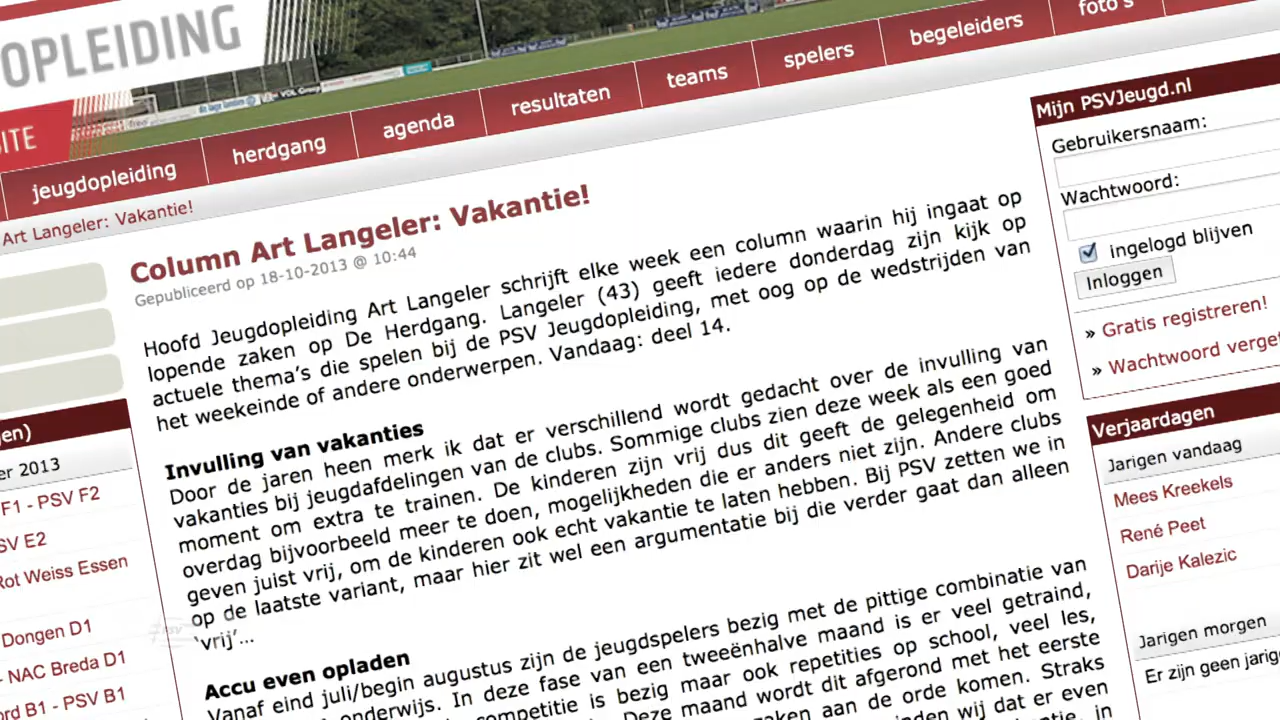 OPLEIDING
SITE
jeugdopleiding
herdgang
agenda
resultaten
teams
spelers
begeleiders
foto's
Art Langeler: Vakantie!
Column Art Langeler: Vakantie!
Gepubliceerd op 18-10-2013 @ 10:44
Hoofd Jeugdopleiding Art Langeler schrijft elke week een column waarin hij ingaat op
lopende zaken op De Herdgang. Langeler (43) geeft iedere donderdag zijn kijk op
actuele thema's die spelen bij de PSV Jeugdopleiding, met oog op de wedstrijden van
het weekeinde of andere onderwerpen. Vandaag: deel 14.
Invulling van vakanties
Door de jaren heen merk ik dat er verschillend wordt gedacht over de invulling van
vakanties bij jeugdafdelingen van de clubs. Sommige clubs zien deze week als een goed
moment om extra te trainen. De kinderen zijn vrij dus dit geeft de gelegenheid om
overdag bijvoorbeeld meer te doen, mogelijkheden die er anders niet zijn. Andere clubs
geven juist vrij, om de kinderen ook echt vakantie te laten hebben. Bij PSV zetten we in
op de laatste variant, maar hier zit wel een argumentatie bij die verder gaat dan alleen
'vrij'...
Accu even opladen
Vanaf eind juli/begin augustus zijn de jeugdspelers bezig met de pittige combinatie van
onderwijs. In deze fase van een tweeënhalve maand is er veel getraind,
competitie is bezig maar ook repetities op school, veel les,
Deze maand wordt dit afgerond met het eerste
zaken aan de orde komen. Straks
vinden wij dat er even
in
Mijn PSVJeugd.nl
Gebruikersnaam:
Wachtwoord:
ingelogd blijven
Inloggen
» Gratis registreren!
» Wachtwoord verget
Verjaardagen
Jarigen vandaag
Mees Kreekels
René Peet
Darije Kalezic
Jarigen morgen
Er zijn geen jarige
en)
er 2013
F1 - PSV F2
SV E2
Rot Weiss Essen
Dongen D1
- NAC Breda D1
ord B1 - PSV B1